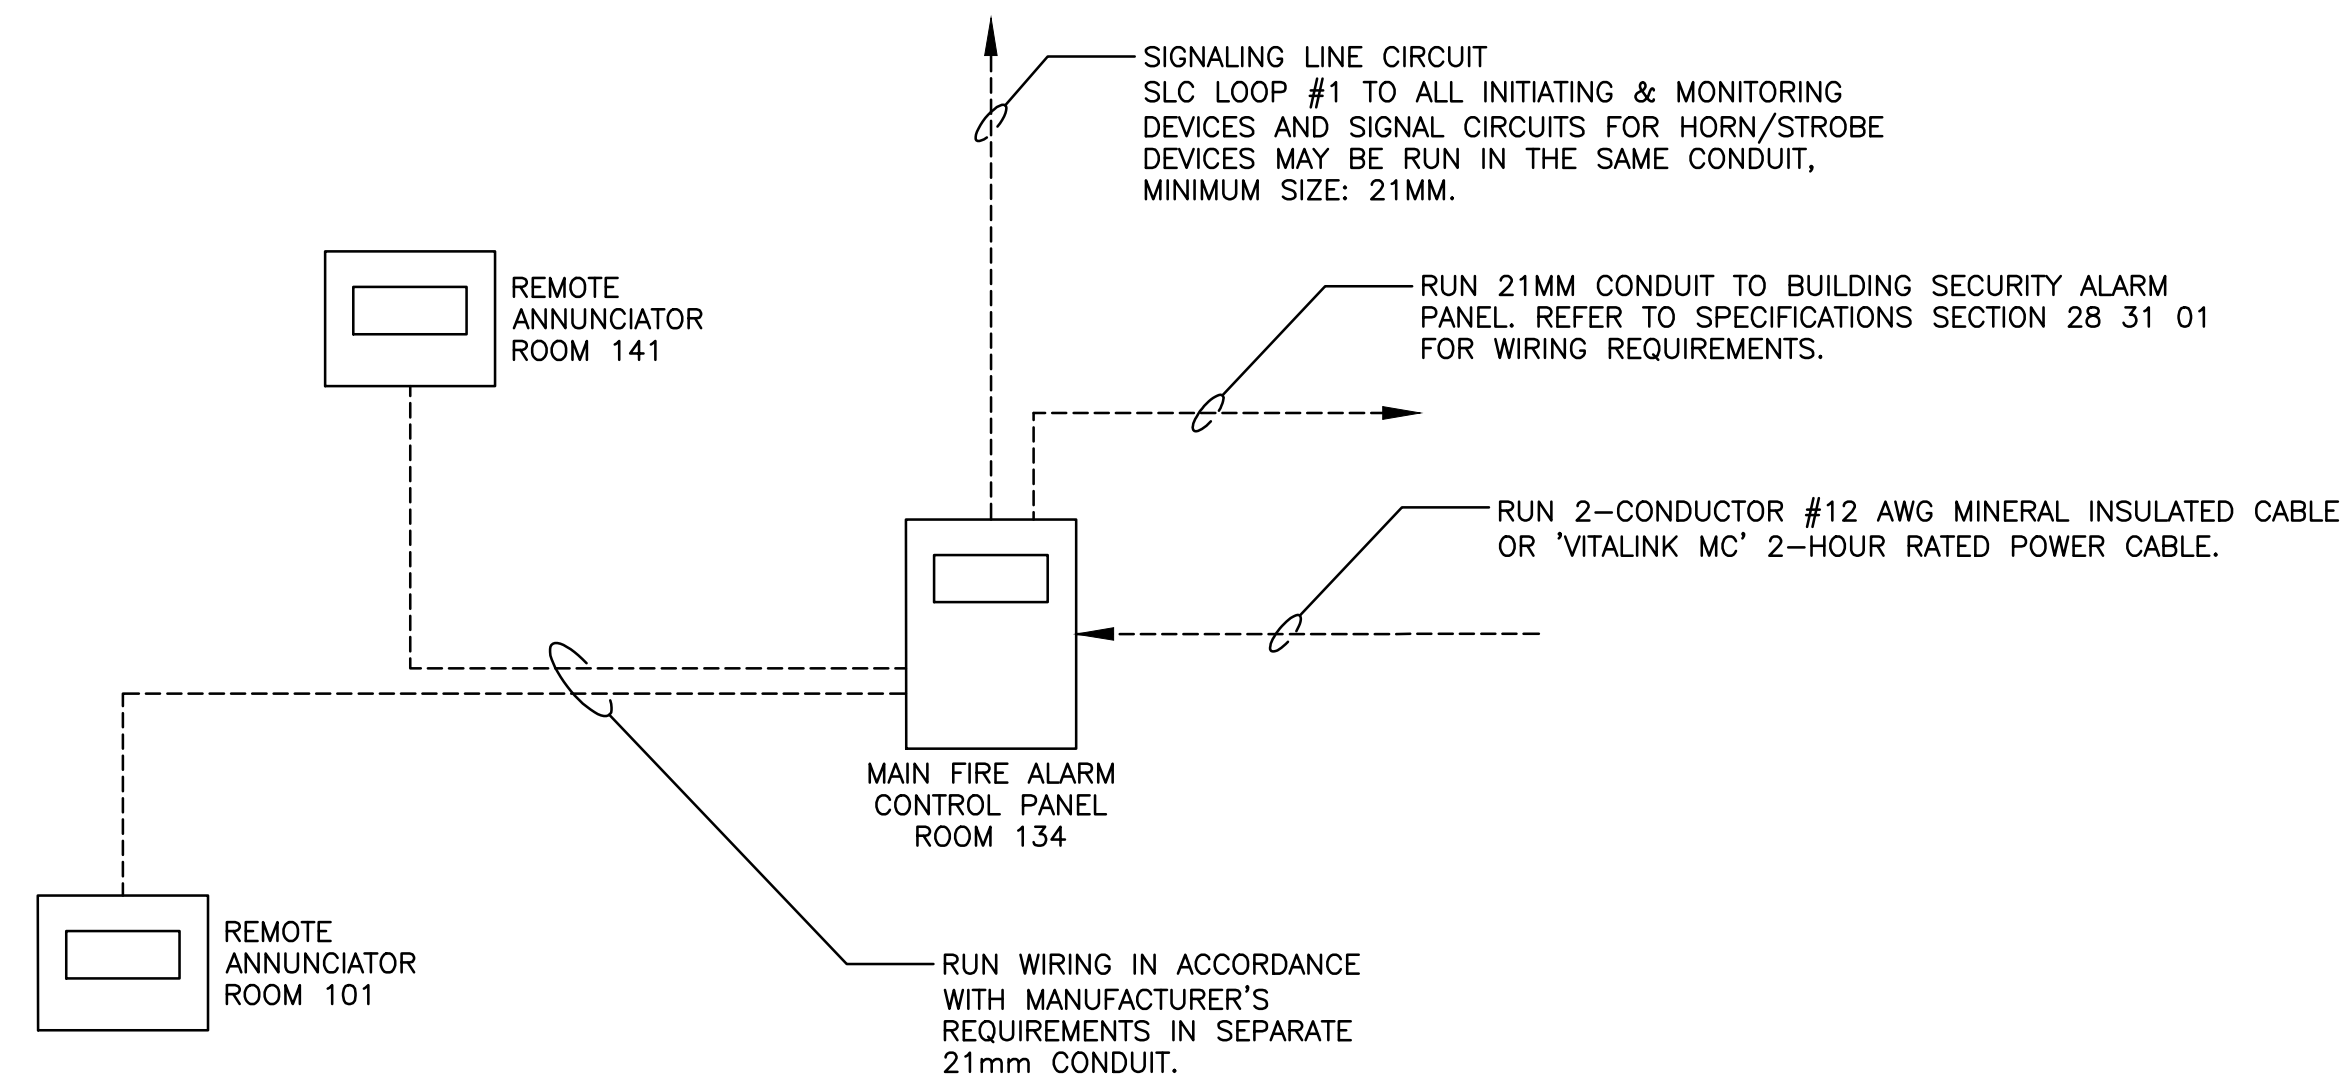 SIGNALING LINE CIRCUIT
SLC LOOP #1 TO ALL INITIATING & MONITORING
DEVICES AND SIGNAL CIRCUITS FOR HORN/STROBE
DEVICES MAY BE RUN IN THE SAME CONDUIT,
MINIMUM SIZE: 21MM.
REMOTE
ANNUNCIATOR
ROOM 141
RUN 21MM CONDUIT TO BUILDING SECURITY ALARM
PANEL. REFER TO SPECIFICATIONS SECTION 28 31 01
FOR WIRING REQUIREMENTS.
RUN 2-CONDUCTOR #12 AWG MINERAL INSULATED CABLE
OR 'VITALINK MC' 2-HOUR RATED POWER CABLE.
MAIN FIRE ALARM
CONTROL PANEL
ROOM 134
REMOTE
ANNUNCIATOR
ROOM 101
RUN WIRING IN ACCORDANCE
WITH MANUFACTURER'S
REQUIREMENTS IN SEPARATE
21mm CONDUIT.